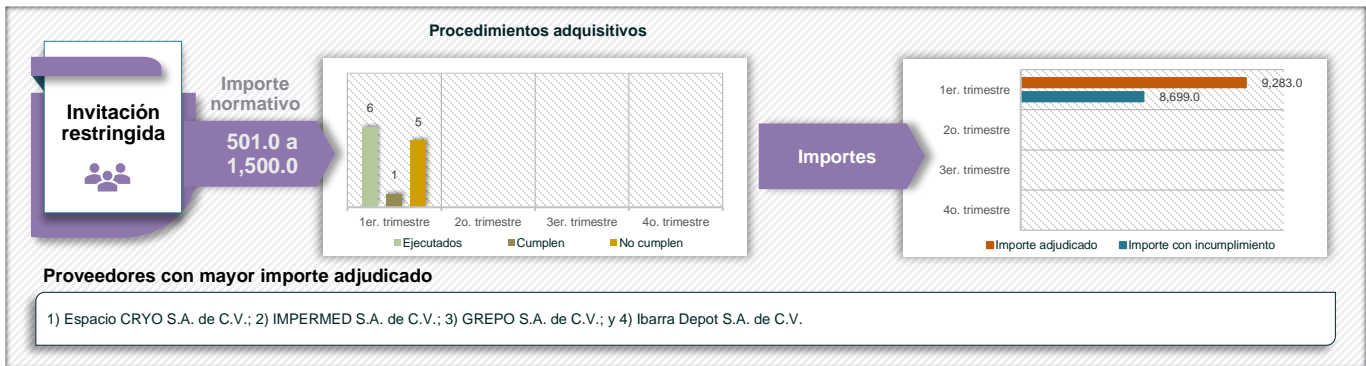 Procedimientos adquisitivos
Invitación
restringida
Importe
normativo
501.0 a
1,500.0
6
1
5
1er. trimestre
2o. trimestre
3er. trimestre
4o. trimestre
Ejecutados
Cumplen
No cumplen
Importes
1er. trimestre
9,283.0
8,699.0
2o. trimestre
3er. trimestre
4o. trimestre
Importe adjudicado
Importe con incumplimiento
Proveedores con mayor importe adjudicado
1) Espacio CRYO S.A. de C.V.; 2) IMPERMED S.A. de C.V.; 3) GREPO S.A. de C.V.; y 4) Ibarra Depot S.A. de C.V.